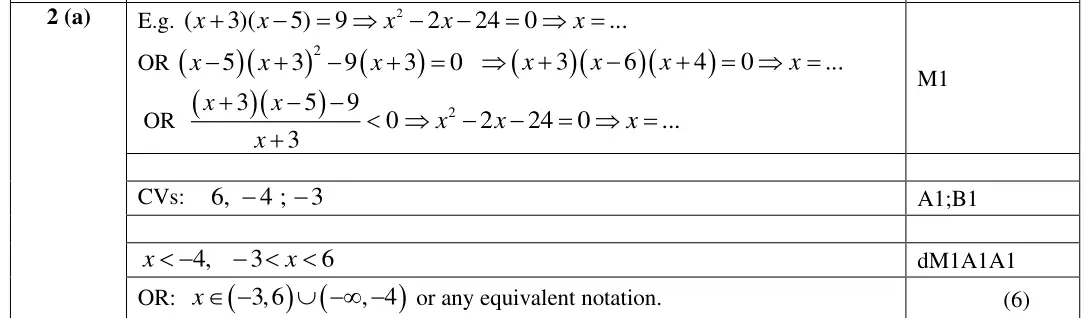 2 (a) E.g. (x+3)(x−5) = 9 ⇒ x² − 2x − 24 = 0 ⇒ x = ...
OR (x−5)(x+3)² − 9(x+3) = 0 ⇒ (x+3)(x−6)(x+4) = 0 ⇒ x = ...
M1
OR ((x+3)(x−5)−9)/(x+3) < 0 ⇒ x² − 2x − 24 = 0 ⇒ x = ...
CVs: 6, −4 ; −3 A1;B1
x < −4, −3 < x < 6 dM1A1A1
OR: x ∈ (−3,6) ∪ (−∞,−4) or any equivalent notation. (6)